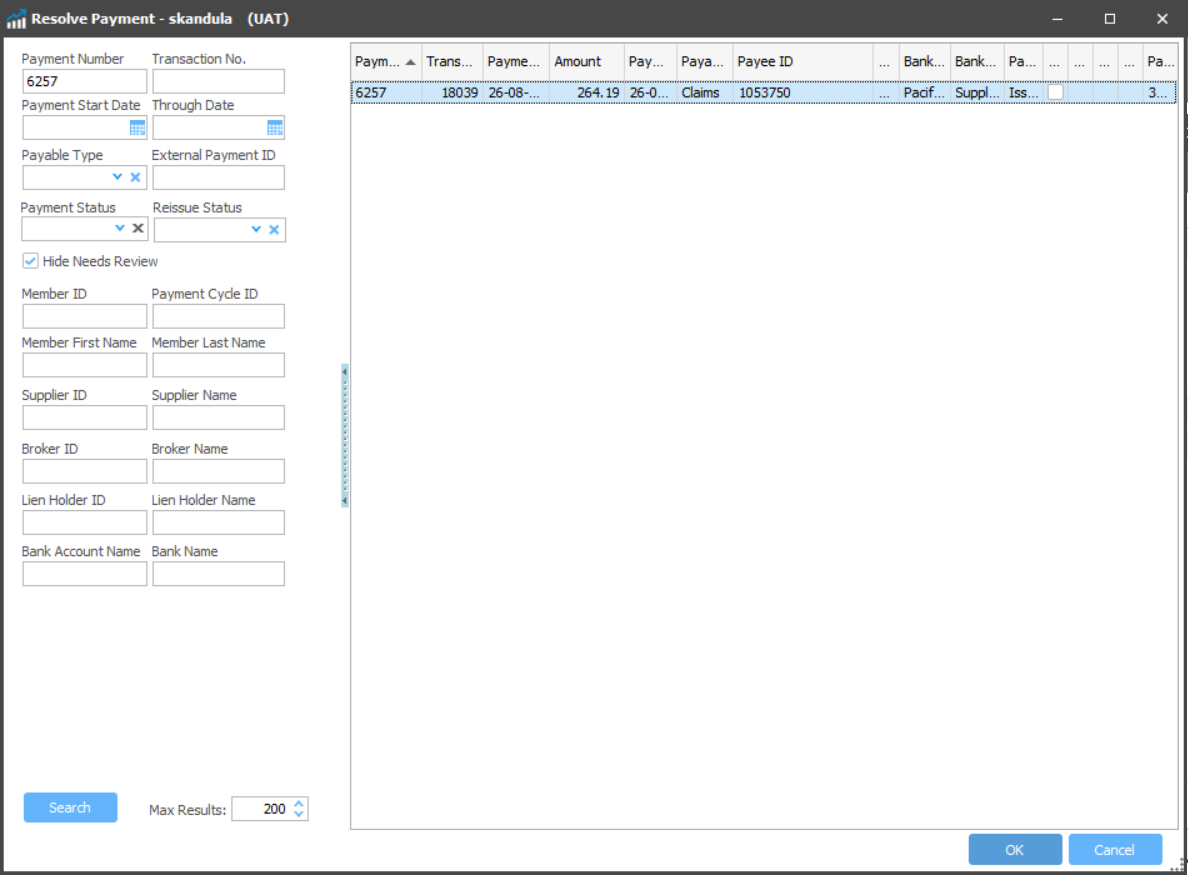 Resolve Payment - skandula (UAT)
Payment Number Transaction No.
6257
Payment Start Date Through Date
Payable Type External Payment ID
Payment Status Reissue Status
Hide Needs Review
Member ID Payment Cycle ID
Member First Name Member Last Name
Supplier ID Supplier Name
Broker ID Broker Name
Lien Holder ID Lien Holder Name
Bank Account Name Bank Name
Search Max Results: 200
Paym... Trans... Payme... Amount Pay... Paya... Payee ID ... Bank... Bank... Pa... ... ... ... ... Pa...
6257 18039 26-08-... 264.19 26-0... Claims 1053750 ... Pacif... Suppl... Iss... 3...
OK Cancel